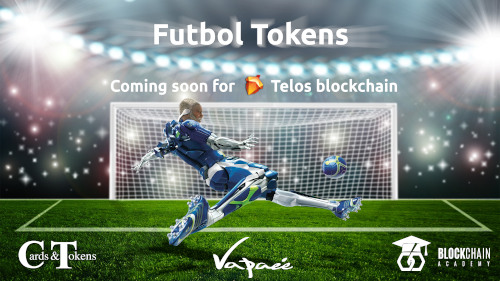 Futbol Tokens
Coming soon for Telos blockchain
Cards & Tokens
Vapaée
BLOCKCHAIN
ACADEMY